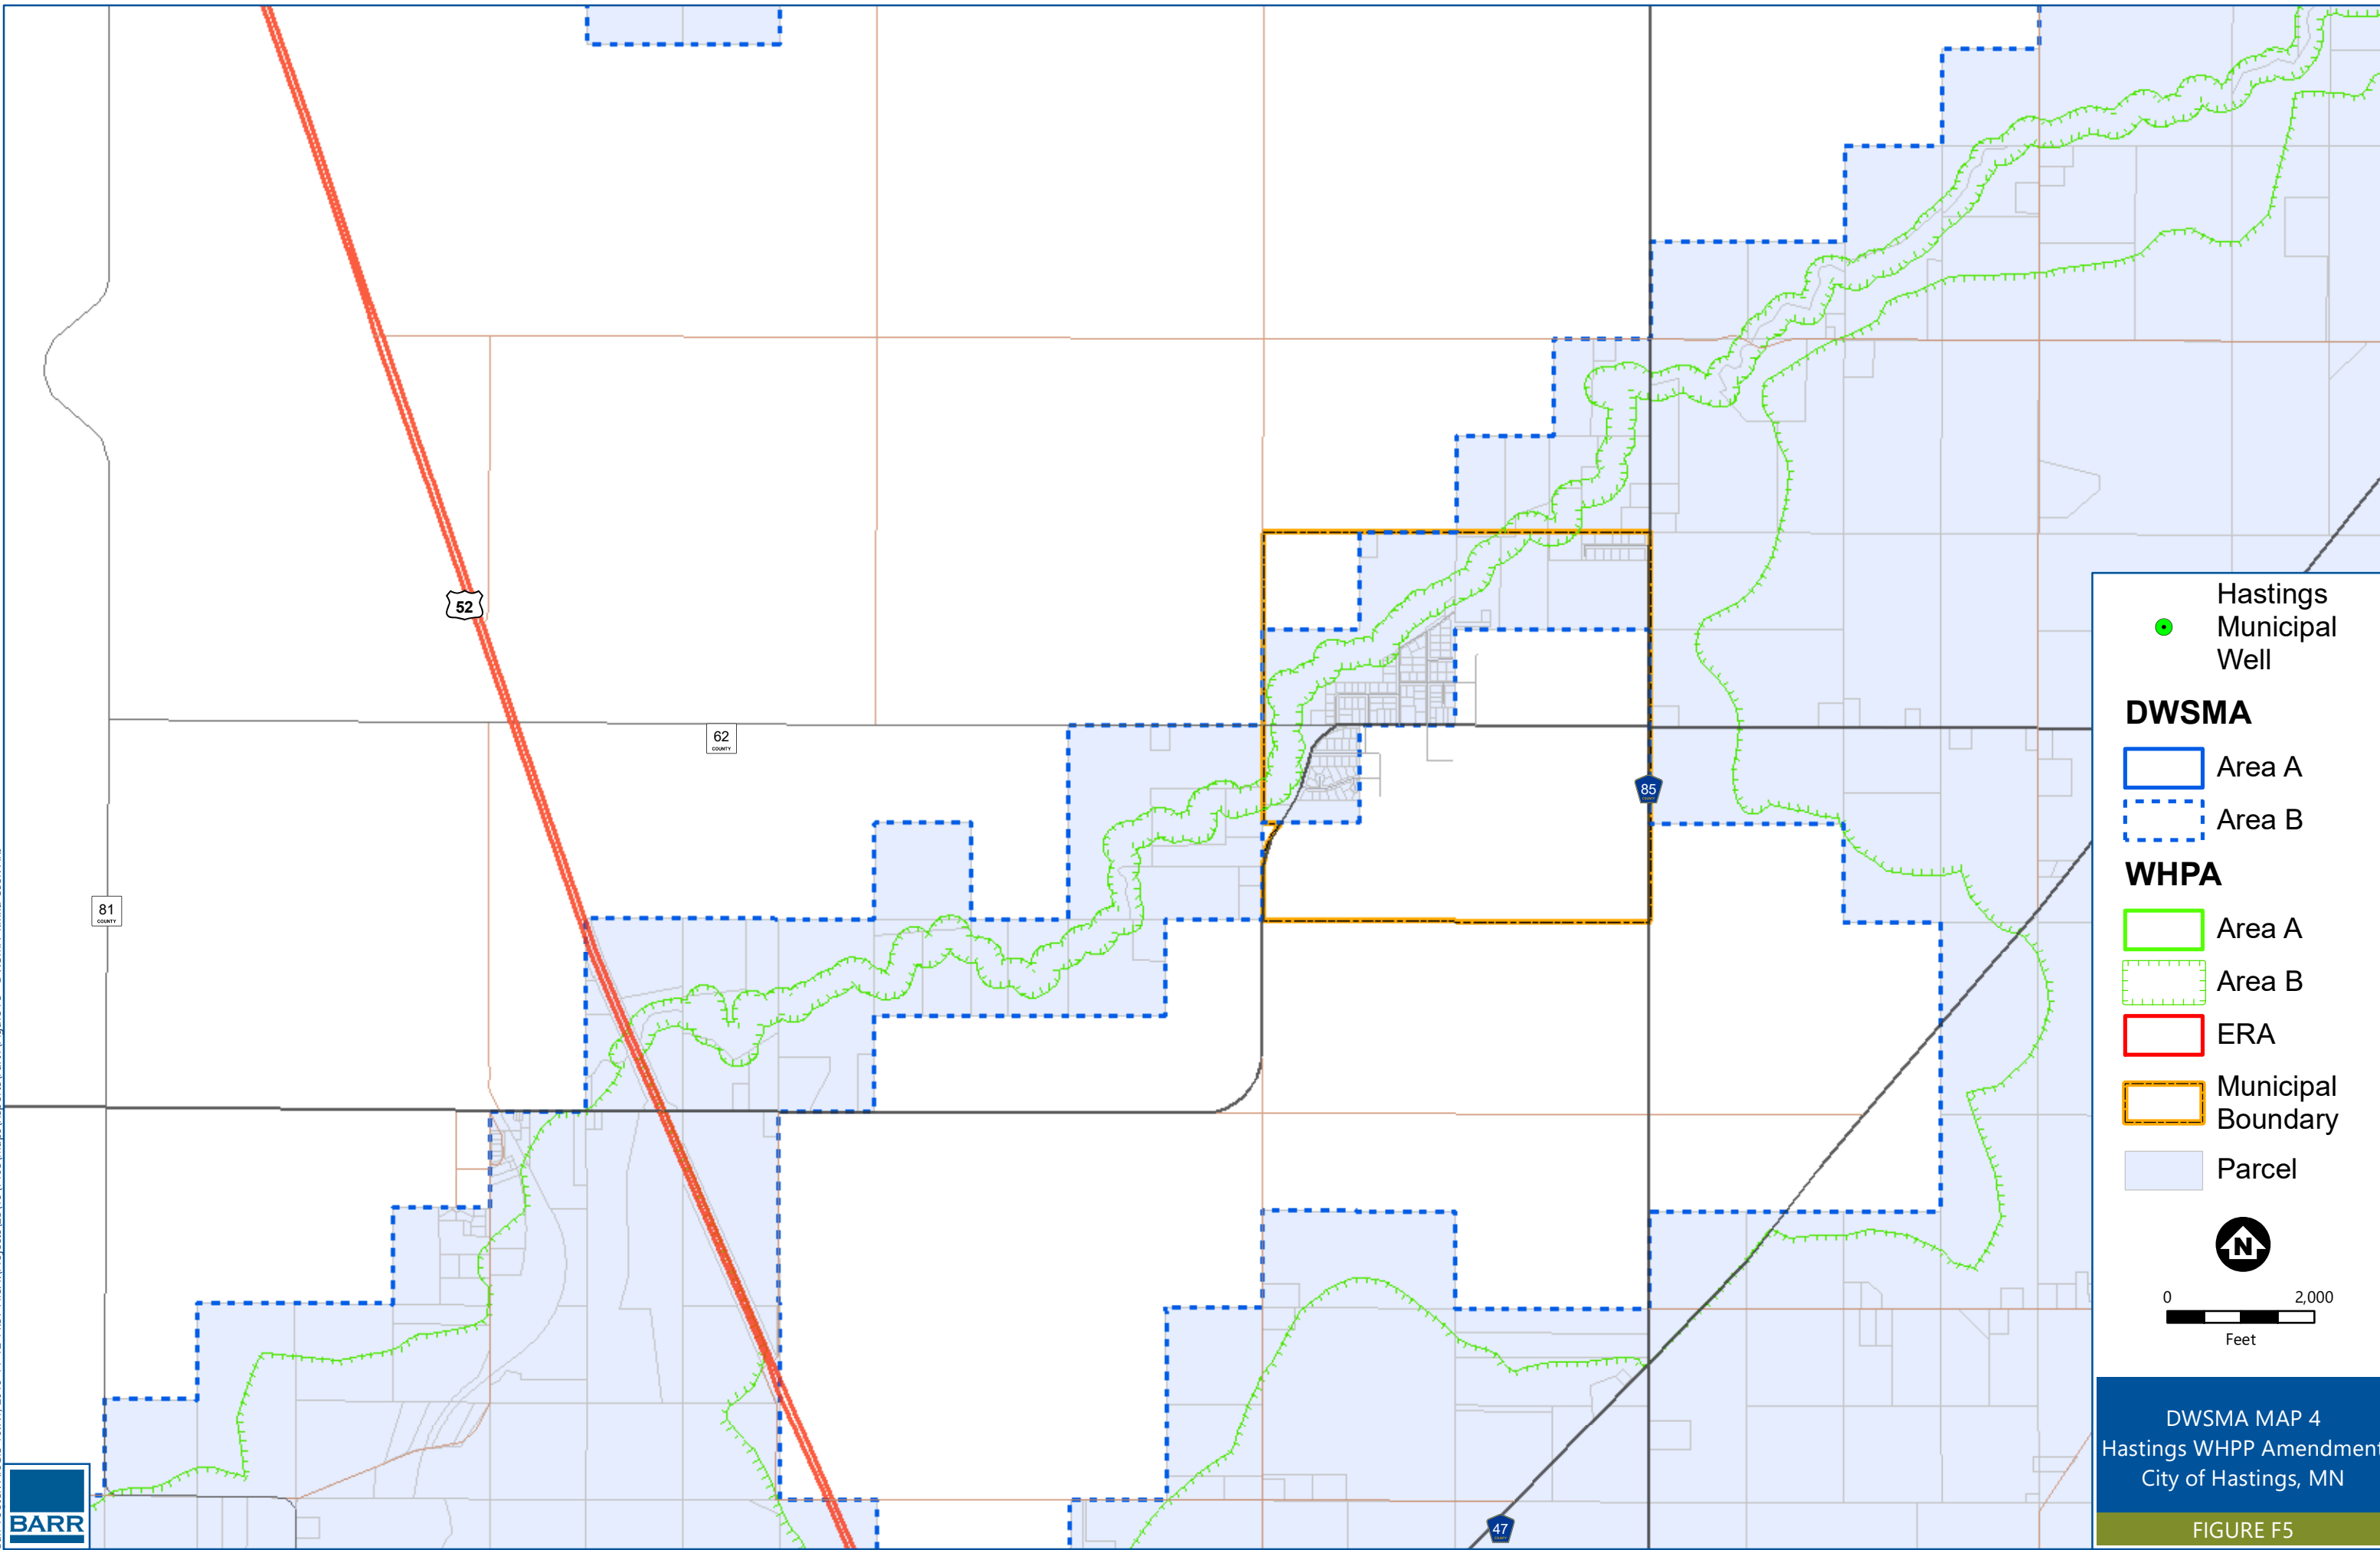 52
62
COUNTY
81
COUNTY
85
47
Hastings
Municipal
Well
DWSMA
Area A
Area B
WHPA
Area A
Area B
ERA
Municipal
Boundary
Parcel
N
0 2,000
Feet
DWSMA MAP 4
Hastings WHPP Amendment
City of Hastings, MN
FIGURE F5
BARR